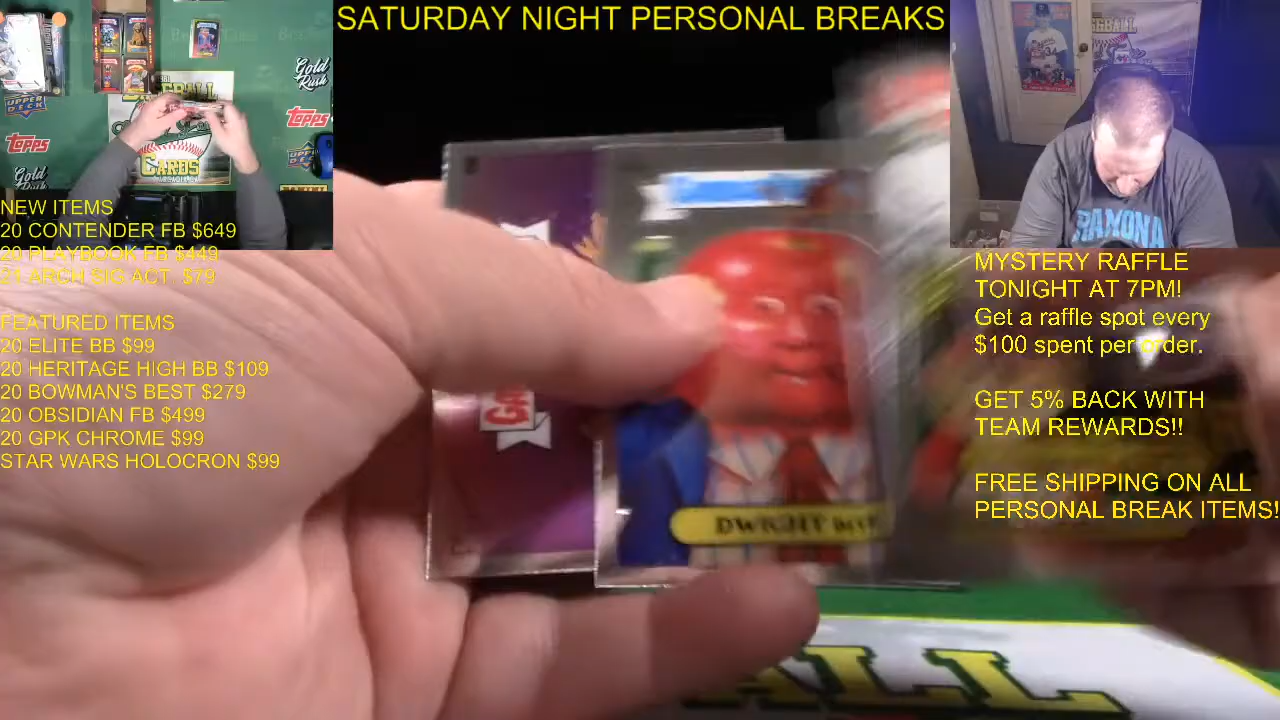 SATURDAY NIGHT PERSONAL BREAKS
Gold
Rush
UPPER
DECK
Topps
Topps
Gold
CARDS
NEW ITEMS
20 CONTENDER FB $649
20 PLAYBOOK FB $449
21 ARCH SIG ACT. $79
FEATURED ITEMS
20 ELITE BB $99
20 HERITAGE HIGH BB $109
20 BOWMAN'S BEST $279
20 OBSIDIAN FB $499
20 GPK CHROME $99
STAR WARS HOLOCRON $99
RAMONA
MYSTERY RAFFLE
TONIGHT AT 7PM!
Get a raffle spot every
$100 spent per order.
GET 5% BACK WITH
TEAM REWARDS!!
FREE SHIPPING ON ALL
PERSONAL BREAK ITEMS!
DWIGHT